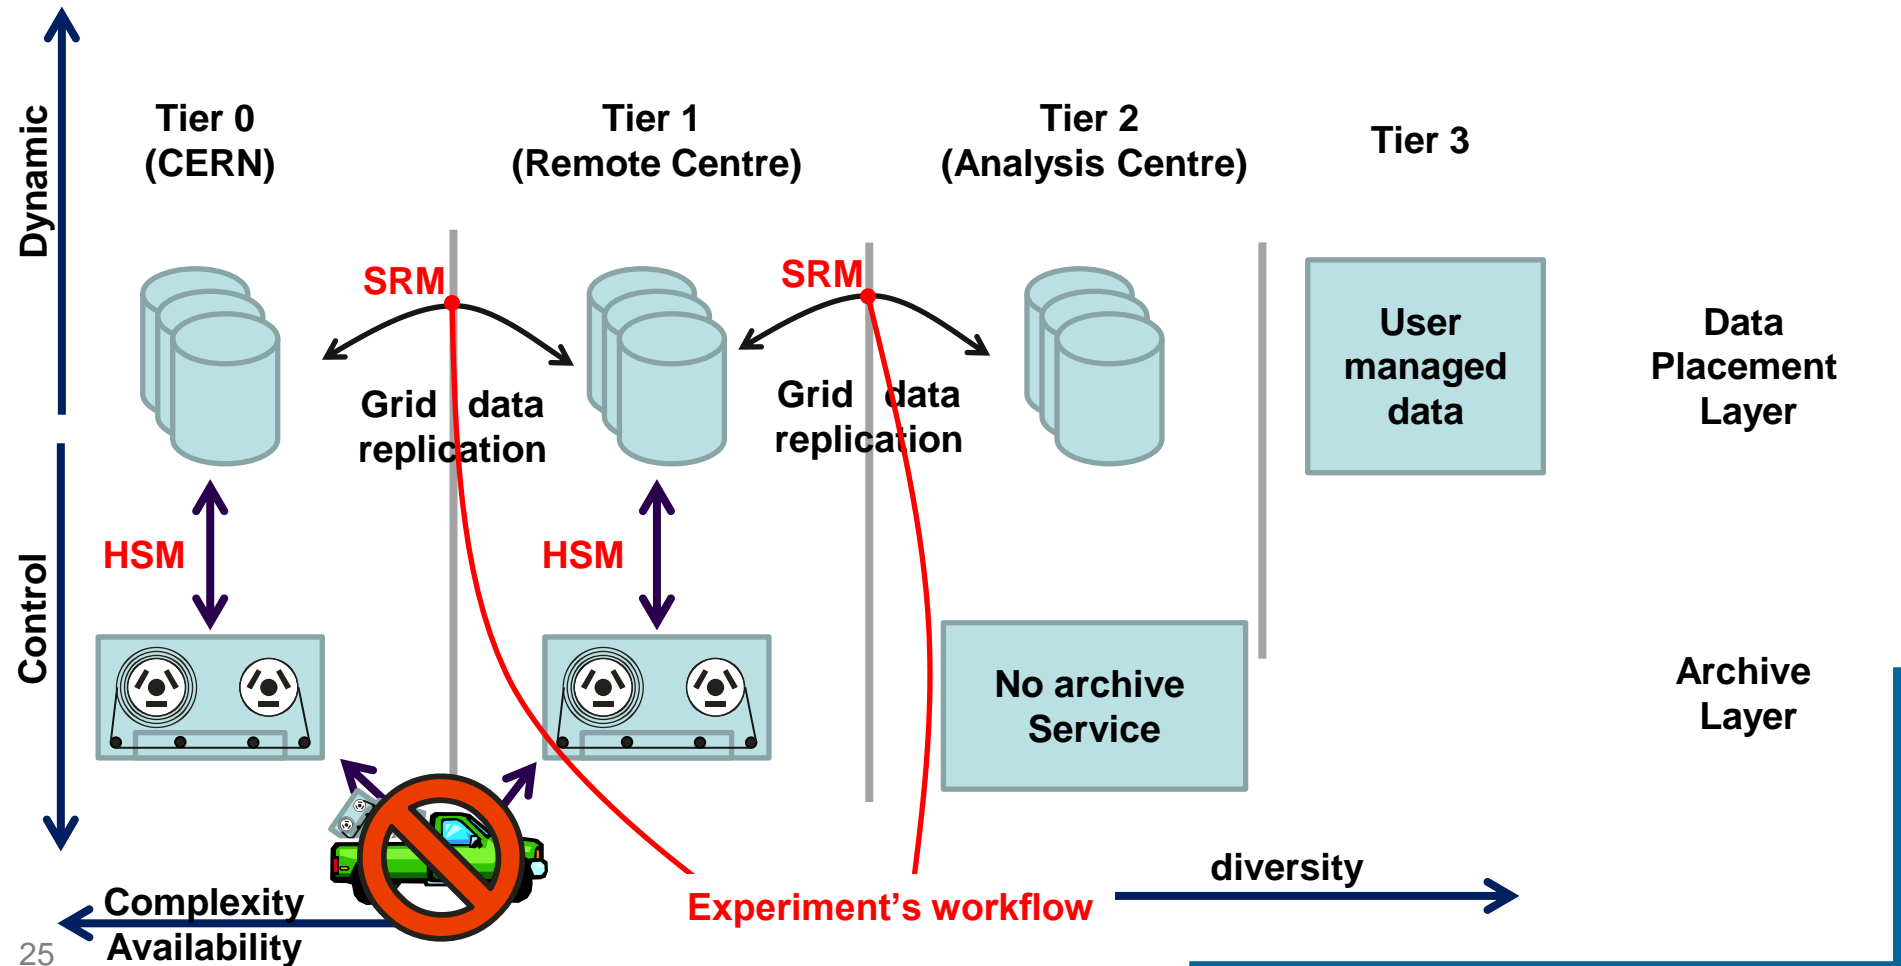 Dynamic
Tier 0
(CERN)
Tier 1
(Remote Centre)
Tier 2
(Analysis Centre)
Tier 3
SRM
SRM
Grid data
replication
Grid data
replication
User
managed
data
Data
Placement
Layer
Control
HSM
HSM
No archive
Service
Archive
Layer
Complexity
Availability
Experiment’s workflow
diversity
25